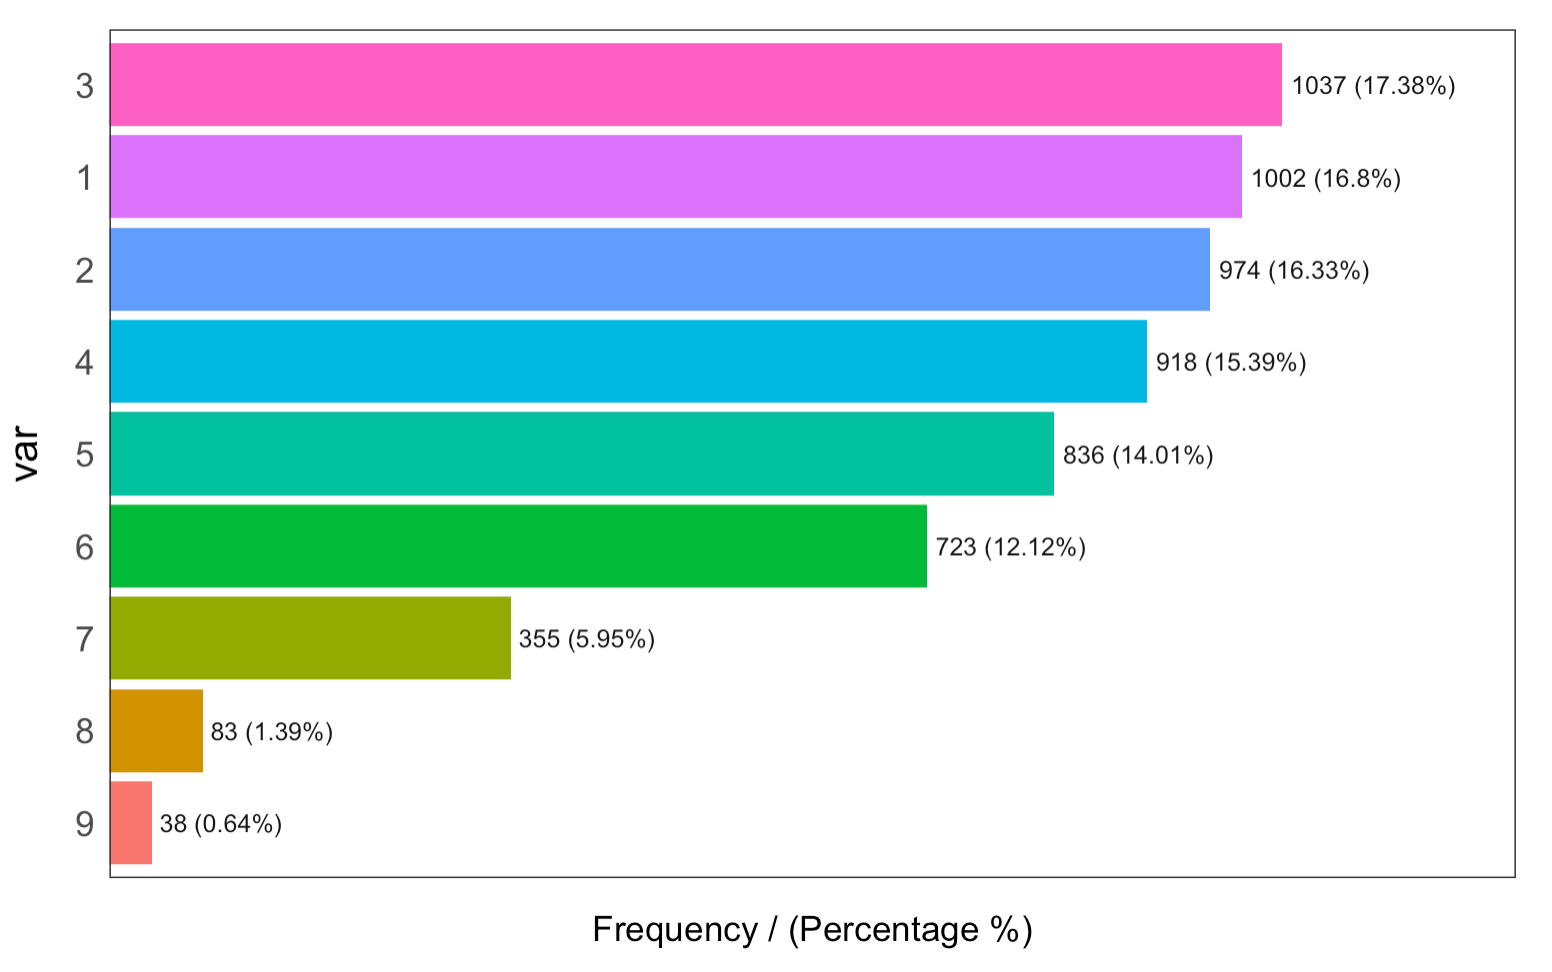 3 1037 (17.38%)
1 1002 (16.8%)
2 974 (16.33%)
4 918 (15.39%)
5 836 (14.01%)
6 723 (12.12%)
7 355 (5.95%)
8 83 (1.39%)
9 38 (0.64%)
var
Frequency / (Percentage %)